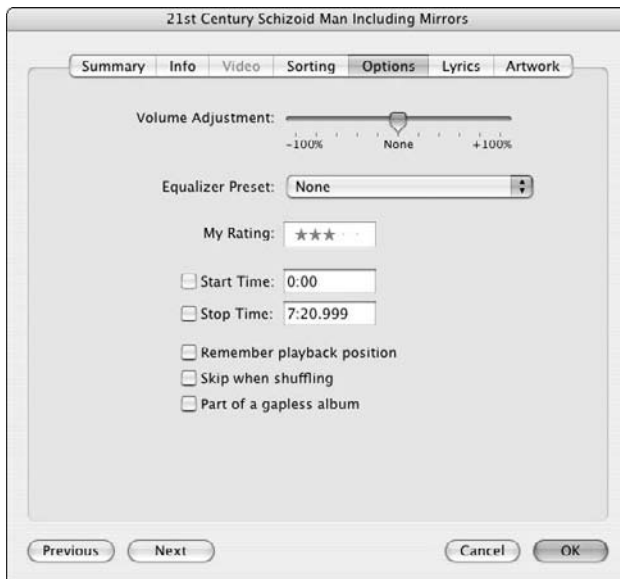 21st Century Schizoid Man Including Mirrors
Summary Info Video Sorting Options Lyrics Artwork
Volume Adjustment:
-100% None +100%
Equalizer Preset: None
My Rating: ★★★··
Start Time: 0:00
Stop Time: 7:20.999
Remember playback position
Skip when shuffling
Part of a gapless album
Previous Next Cancel OK